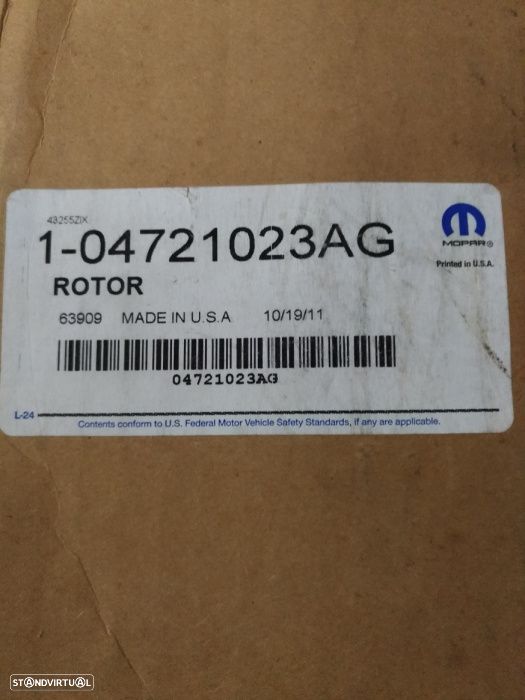 43255ZIX
1-04721023AG
MOPAR®
Printed in U.S.A.
ROTOR
63909 MADE IN U.S.A 10/19/11
04721023AG
L-24
Contents conform to U.S. Federal Motor Vehicle Safety Standards, if any are applicable.
STANDVIRTUAL